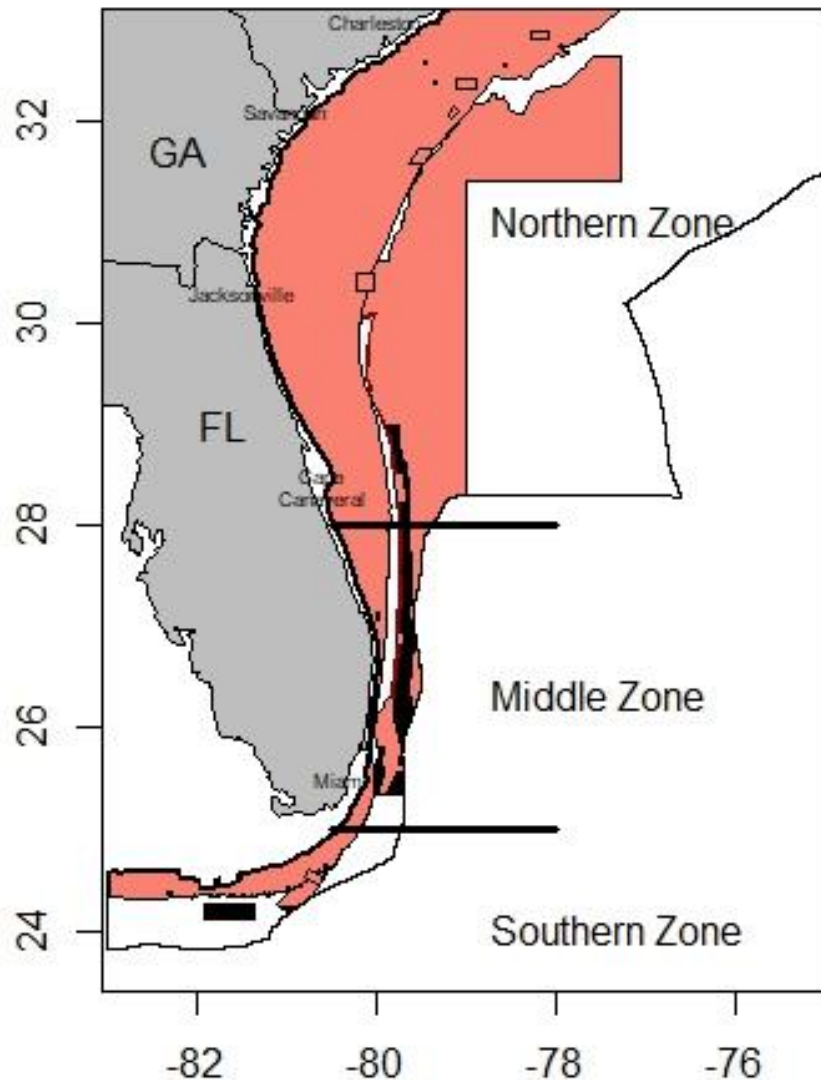 Charleston
32
Savannah
GA
Northern Zone
Jacksonville
30
FL
Cape
Canaveral
28
Middle Zone
26
Miami
24
Southern Zone
-82
-80
-78
-76